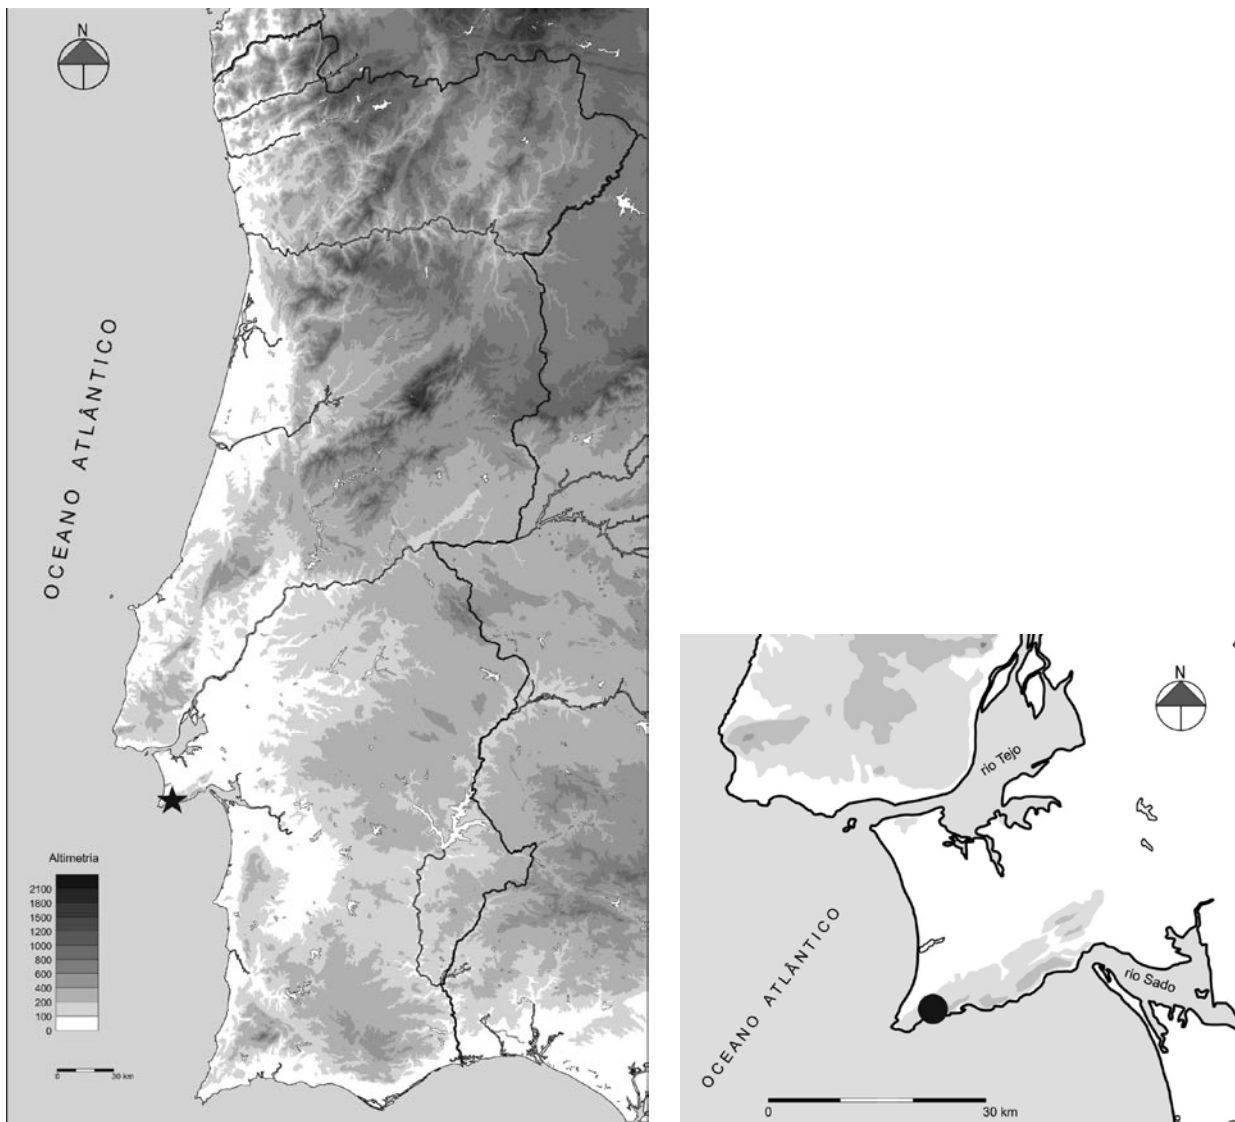 N
OCEANO ATLÂNTICO
Altimetria
2100
1800
1500
1200
1000
800
600
400
200
100
0
0 30 km
N
rio Tejo
OCEANO ATLÂNTICO
rio Sado
0 30 km